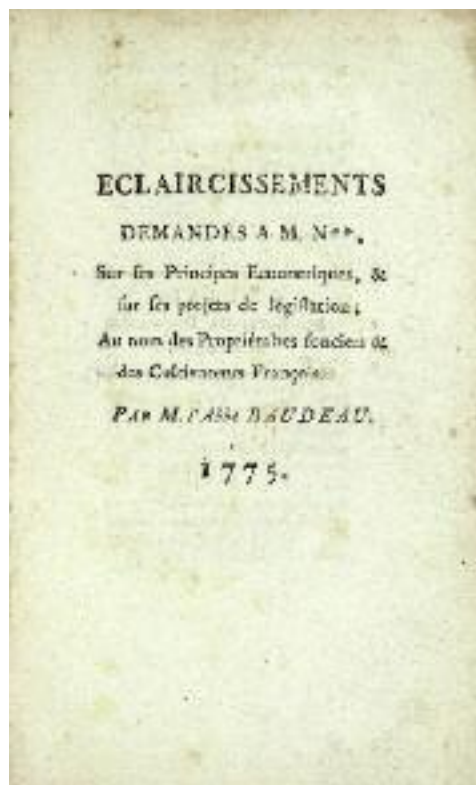 ECLAIRCISSEMENTS
DEMANDÉS A M. N**,
Sur ses Principes Economiques, &
sur ses projets de législation;
Au nom des Propriétaires fonciers &
des Cultivateurs François.
PAR M. l'Abbé BAUDEAU.
1775.